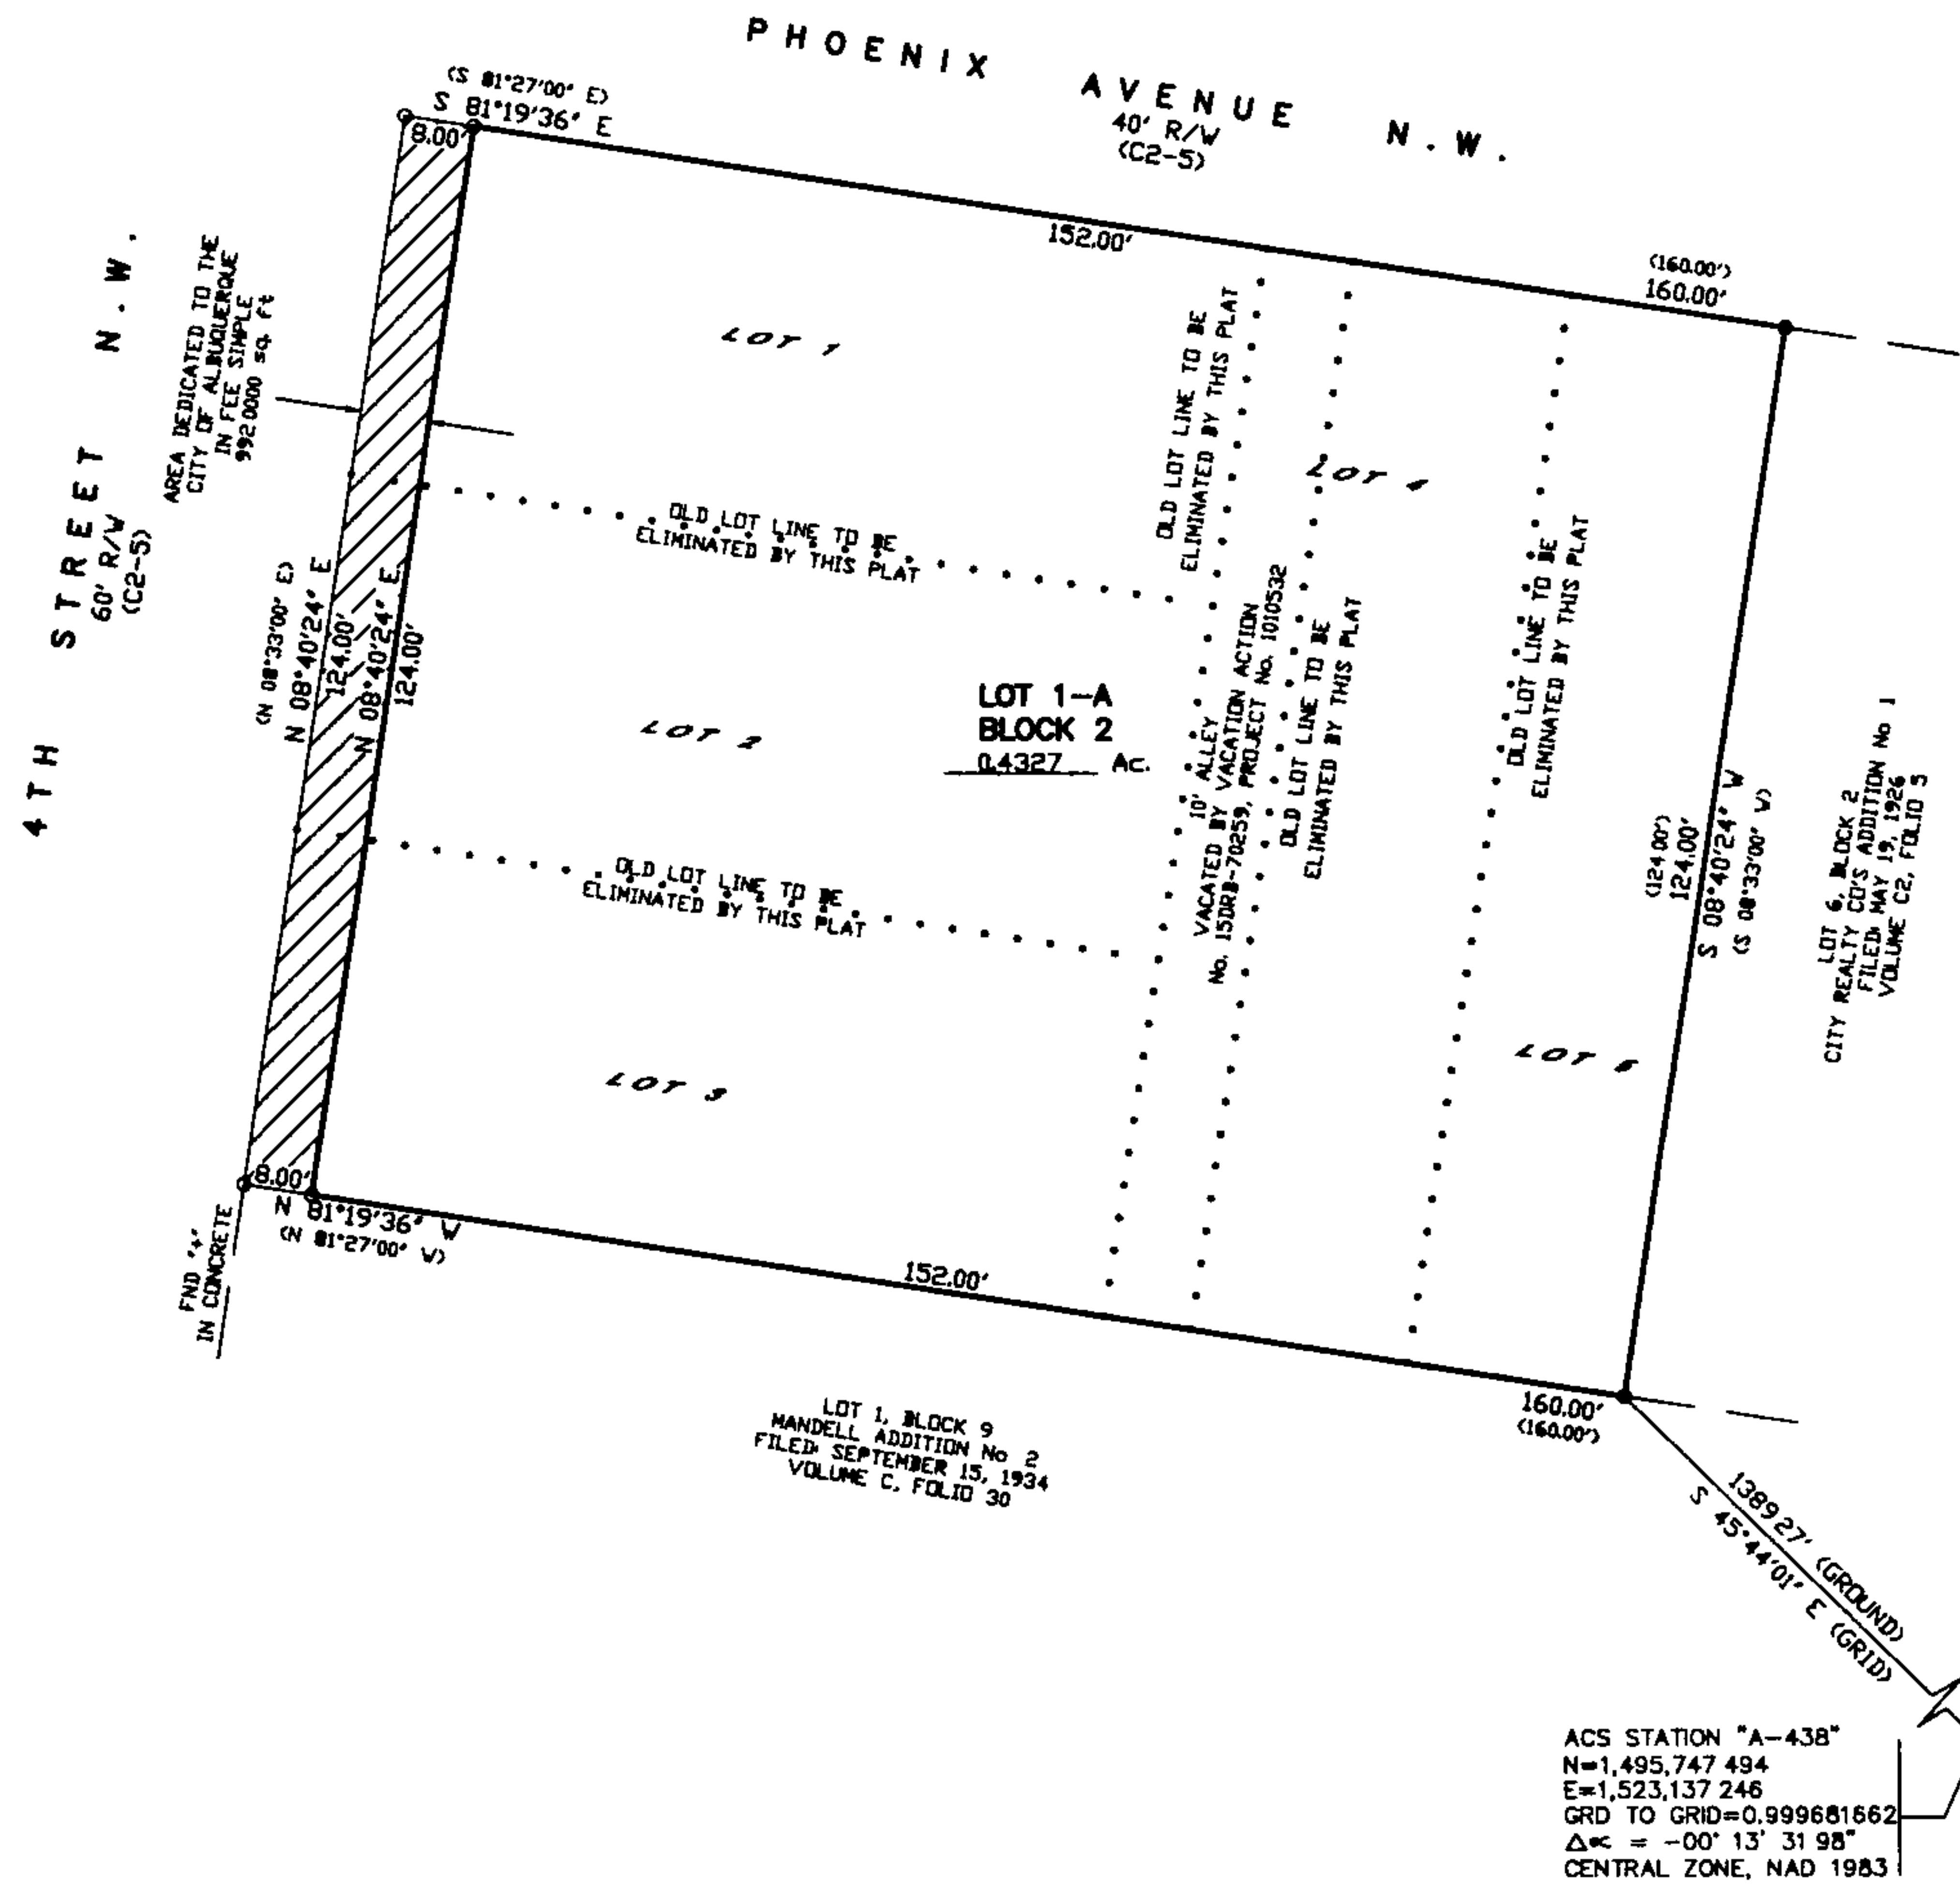 PHOENIX AVENUE N.W.
40' R/W
(C2-5)
(S 81°27'00" E)
S 81°19'36" E
8.00'
152.00'
(160.00')
160.00'
4TH STREET N.W.
60' R/W
(C2-5)
AREA DEDICATED TO THE
CITY OF ALBUQUERQUE
IN FEE SIMPLE
992.0000 sq. ft
(N 08°33'00" E)
N 08°40'24" E
124.00'
N 08°40'24" E
124.00'
LOT 1
OLD LOT LINE TO BE
ELIMINATED BY THIS PLAT
LOT 2
OLD LOT LINE TO BE
ELIMINATED BY THIS PLAT
LOT 3
LOT 1-A
BLOCK 2
0.4327 Ac.
OLD LOT LINE TO BE
ELIMINATED BY THIS PLAT
10' ALLEY
VACATED BY VACATION ACTION
No. 15DRB-70259, PROJECT No. 1010532
OLD LOT LINE TO BE
ELIMINATED BY THIS PLAT
LOT 4
OLD LOT LINE TO BE
ELIMINATED BY THIS PLAT
LOT 5
(124.00')
124.00'
S 08°40'24" W
(S 08°33'00" W)
LOT 6, BLOCK 2
CITY REALTY CO'S ADDITION No 1
FILED: MAY 19, 1926
VOLUME C2, FOLIO 5
8.00'
N 81°19'36" W
(N 81°27'00" W)
FND "+"
IN CONCRETE
152.00'
160.00'
(160.00')
LOT 1, BLOCK 9
MANDELL ADDITION No 2
FILED: SEPTEMBER 15, 1934
VOLUME C, FOLIO 30
1389 27' (GROUND)
S 45°44'01" E (GRID)
ACS STATION "A-438"
N=1,495,747 494
E=1,523,137 246
GRD TO GRID=0.999681662
Δ∝ = -00° 13' 31 98"
CENTRAL ZONE, NAD 1983